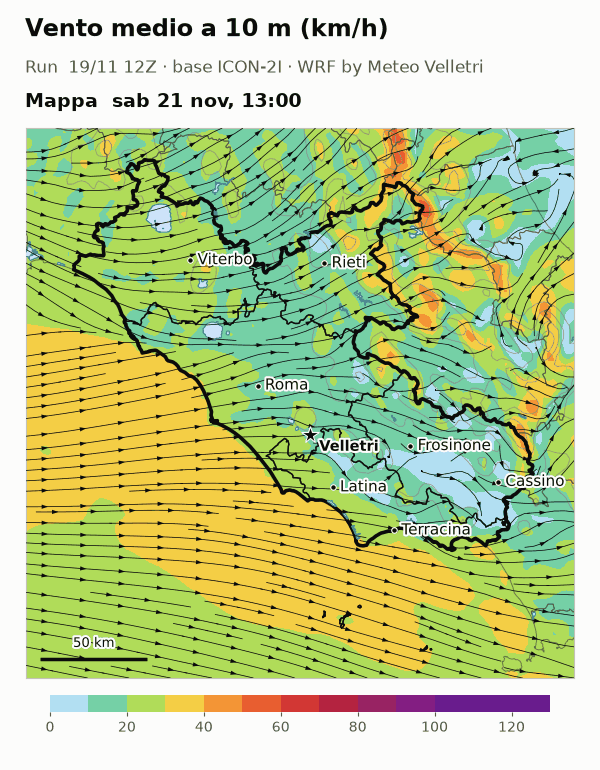 Vento medio a 10 m (km/h)
Run  19/11 12Z · base ICON-2I · WRF by Meteo Velletri
Mappa  sab 21 nov, 13:00
Viterbo
Rieti
Roma
Velletri
Frosinone
Cassino
Latina
Terracina
50 km
0 20 40 60 80 100 120